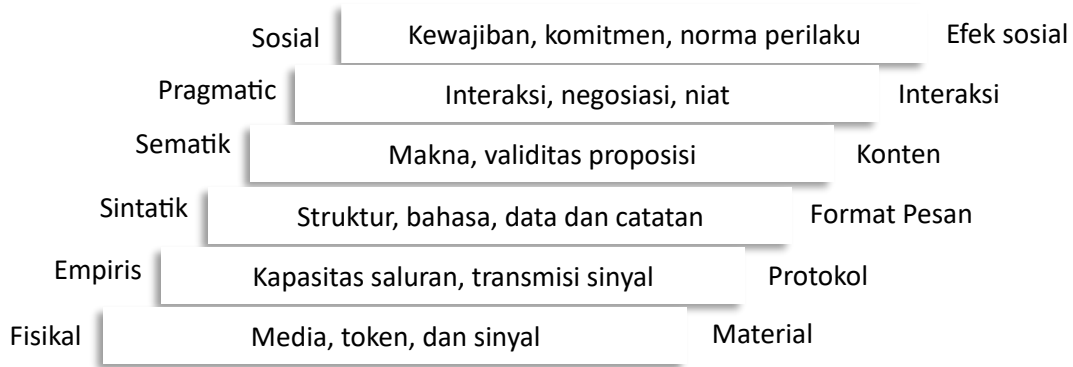 Sosial Kewajiban, komitmen, norma perilaku Efek sosial
Pragmatic Interaksi, negosiasi, niat Interaksi
Sematik Makna, validitas proposisi Konten
Sintatik Struktur, bahasa, data dan catatan Format Pesan
Empiris Kapasitas saluran, transmisi sinyal Protokol
Fisikal Media, token, dan sinyal Material